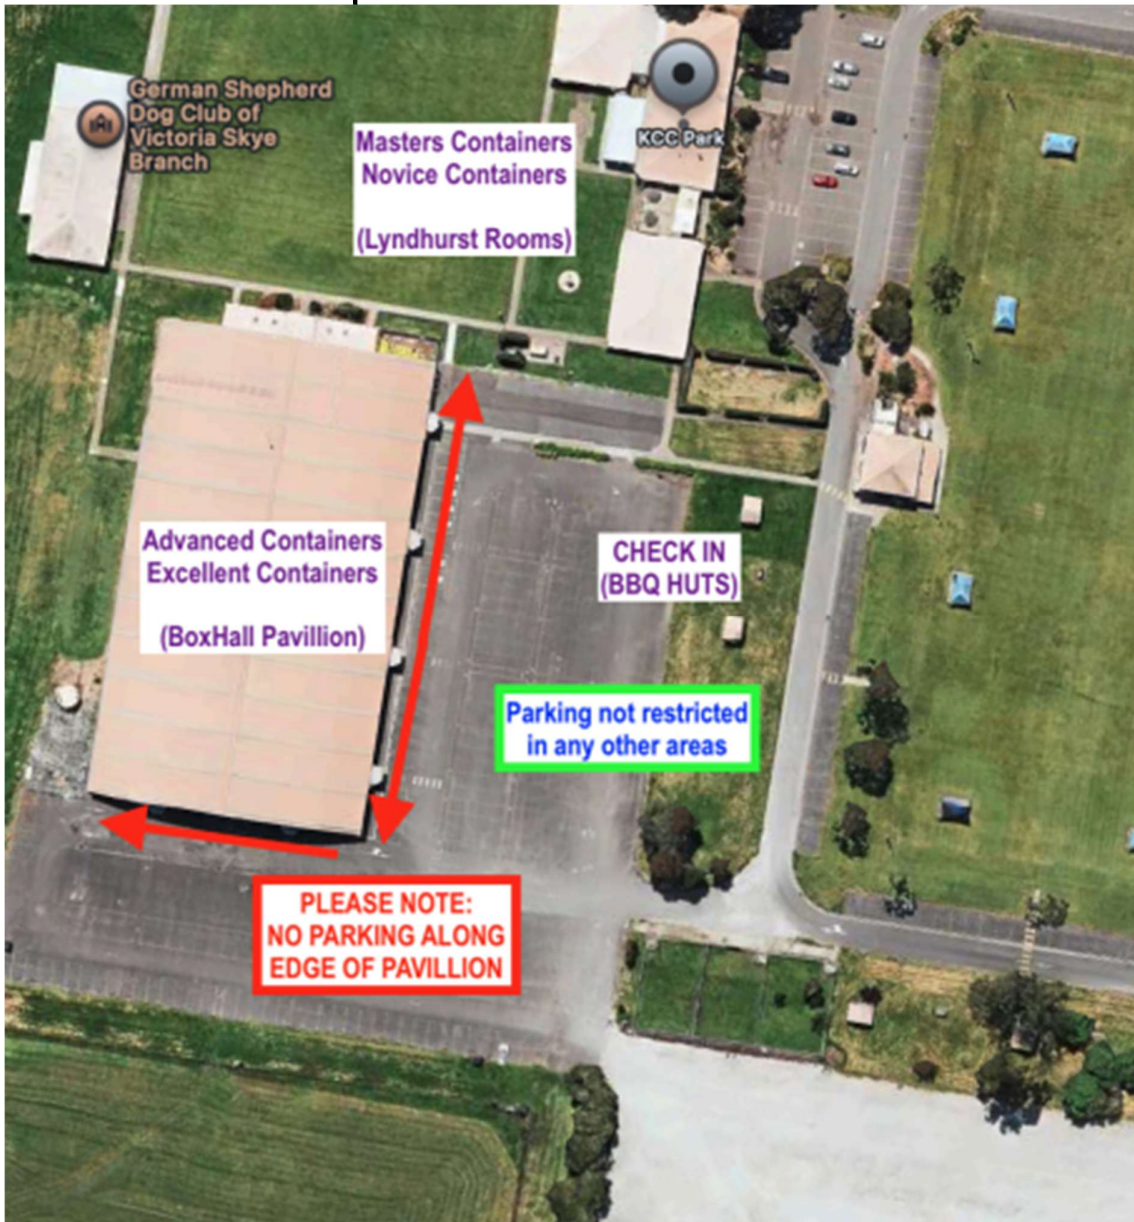 German Shepherd
Dog Club of
Victoria Skye
Branch
KCC Park
Masters Containers
Novice Containers
(Lyndhurst Rooms)
Advanced Containers
Excellent Containers
(BoxHall Pavillion)
CHECK IN
(BBQ HUTS)
Parking not restricted
in any other areas
PLEASE NOTE:
NO PARKING ALONG
EDGE OF PAVILLION